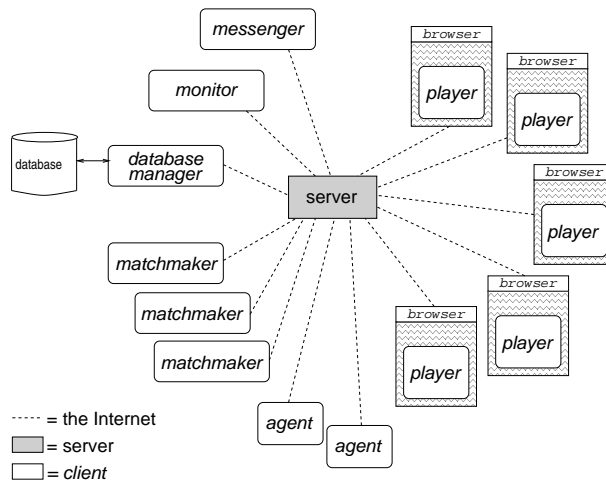 messenger
browser
player
browser
player
monitor
database
database
manager
server
browser
player
matchmaker
browser
player
matchmaker
browser
player
matchmaker
agent
agent
= the Internet
= server
= client